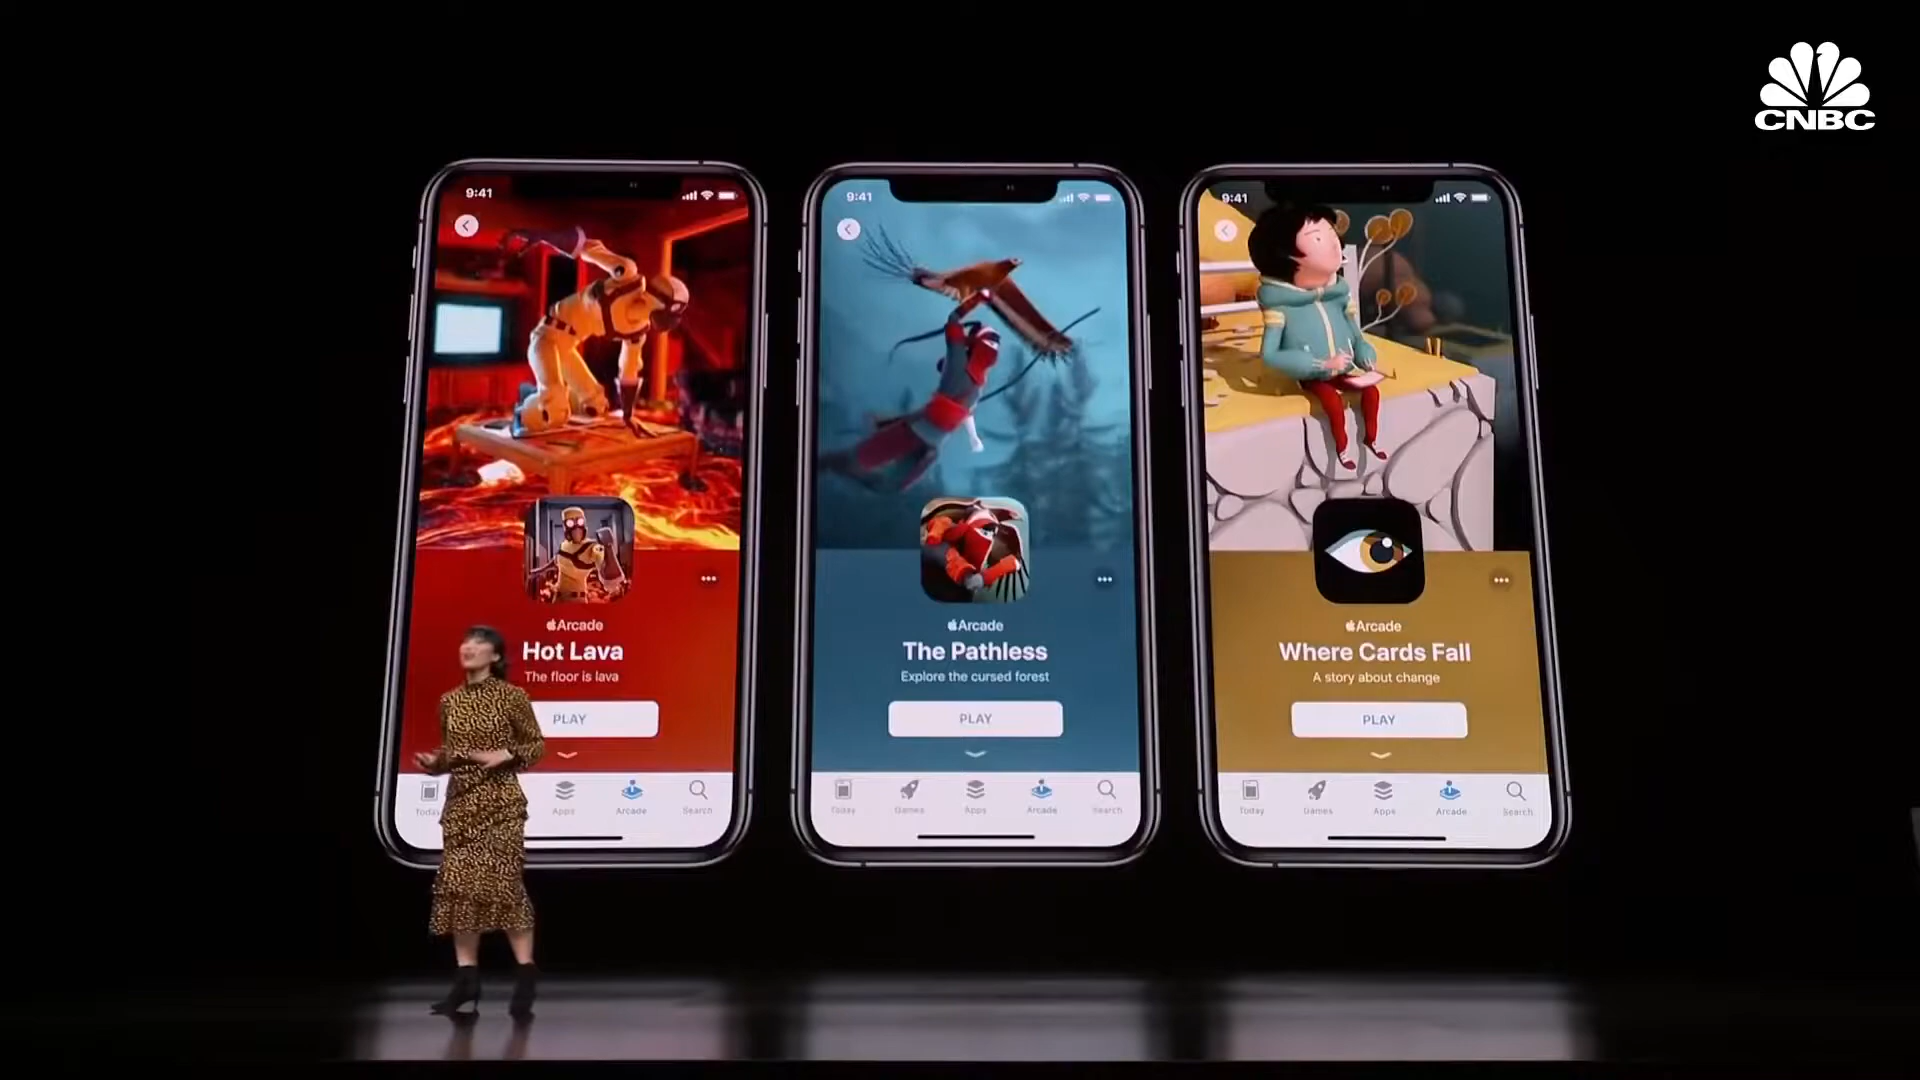 CNBC
9:41
Arcade
Hot Lava
The floor is lava
PLAY
Today
Apps
Arcade
Search
9:41
Arcade
The Pathless
Explore the cursed forest
PLAY
Today
Games
Apps
Arcade
Search
9:41
Arcade
Where Cards Fall
A story about change
PLAY
Today
Games
Apps
Arcade
Search